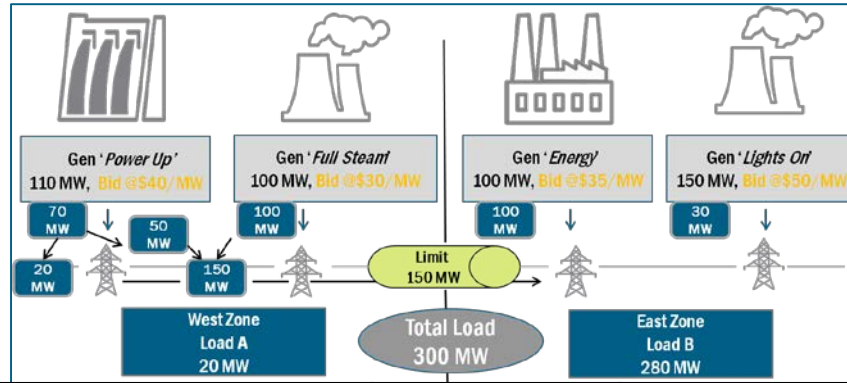 Gen ‘Power Up’
110 MW, Bid @$40/MW
Gen ‘Full Steam’
100 MW, Bid @$30/MW
Gen ‘Energy’
100 MW, Bid @$35/MW
Gen ‘Lights On’
150 MW, Bid @$50/MW
70
MW
50
MW
100
MW
100
MW
30
MW
20
MW
150
MW
Limit
150 MW
West Zone
Load A
20 MW
Total Load
300 MW
East Zone
Load B
280 MW